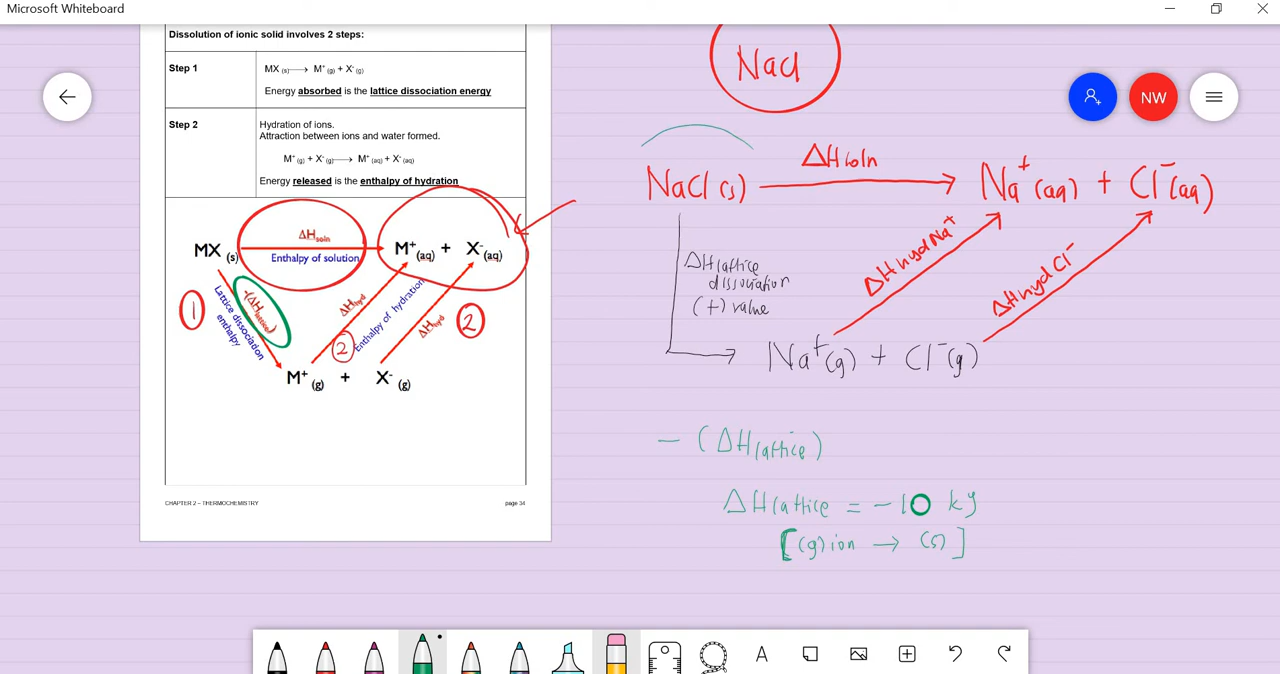 Microsoft Whiteboard
Dissolution of ionic solid involves 2 steps:
Step 1
MX (s) ⟶ M⁺ (g) + X⁻ (g)
Energy absorbed is the lattice dissociation energy
Step 2
Hydration of ions.
Attraction between ions and water formed.
M⁺ (g) + X⁻ (g) ⟶ M⁺ (aq) + X⁻ (aq)
Energy released is the enthalpy of hydration
MX (s)
ΔHsoln
Enthalpy of solution
M⁺(aq) + X⁻(aq)
1
-(ΔHlattice)
Lattice dissociation
enthalpy
ΔHhyd
2
Enthalpy of hydration
ΔHhyd
2
M⁺ (g) + X⁻ (g)
CHAPTER 2 – THERMOCHEMISTRY
page 34
NaCl
NW
NaCl (s)
ΔHsoln
Na⁺(aq) + Cl⁻(aq)
ΔHlattice
dissociation
(+) value
ΔHhydNa⁺
ΔHhydCl⁻
Na⁺(g) + Cl⁻(g)
- (ΔHlattice)
ΔHlattice = -10 kJ
[(g) ion → (s)]
A